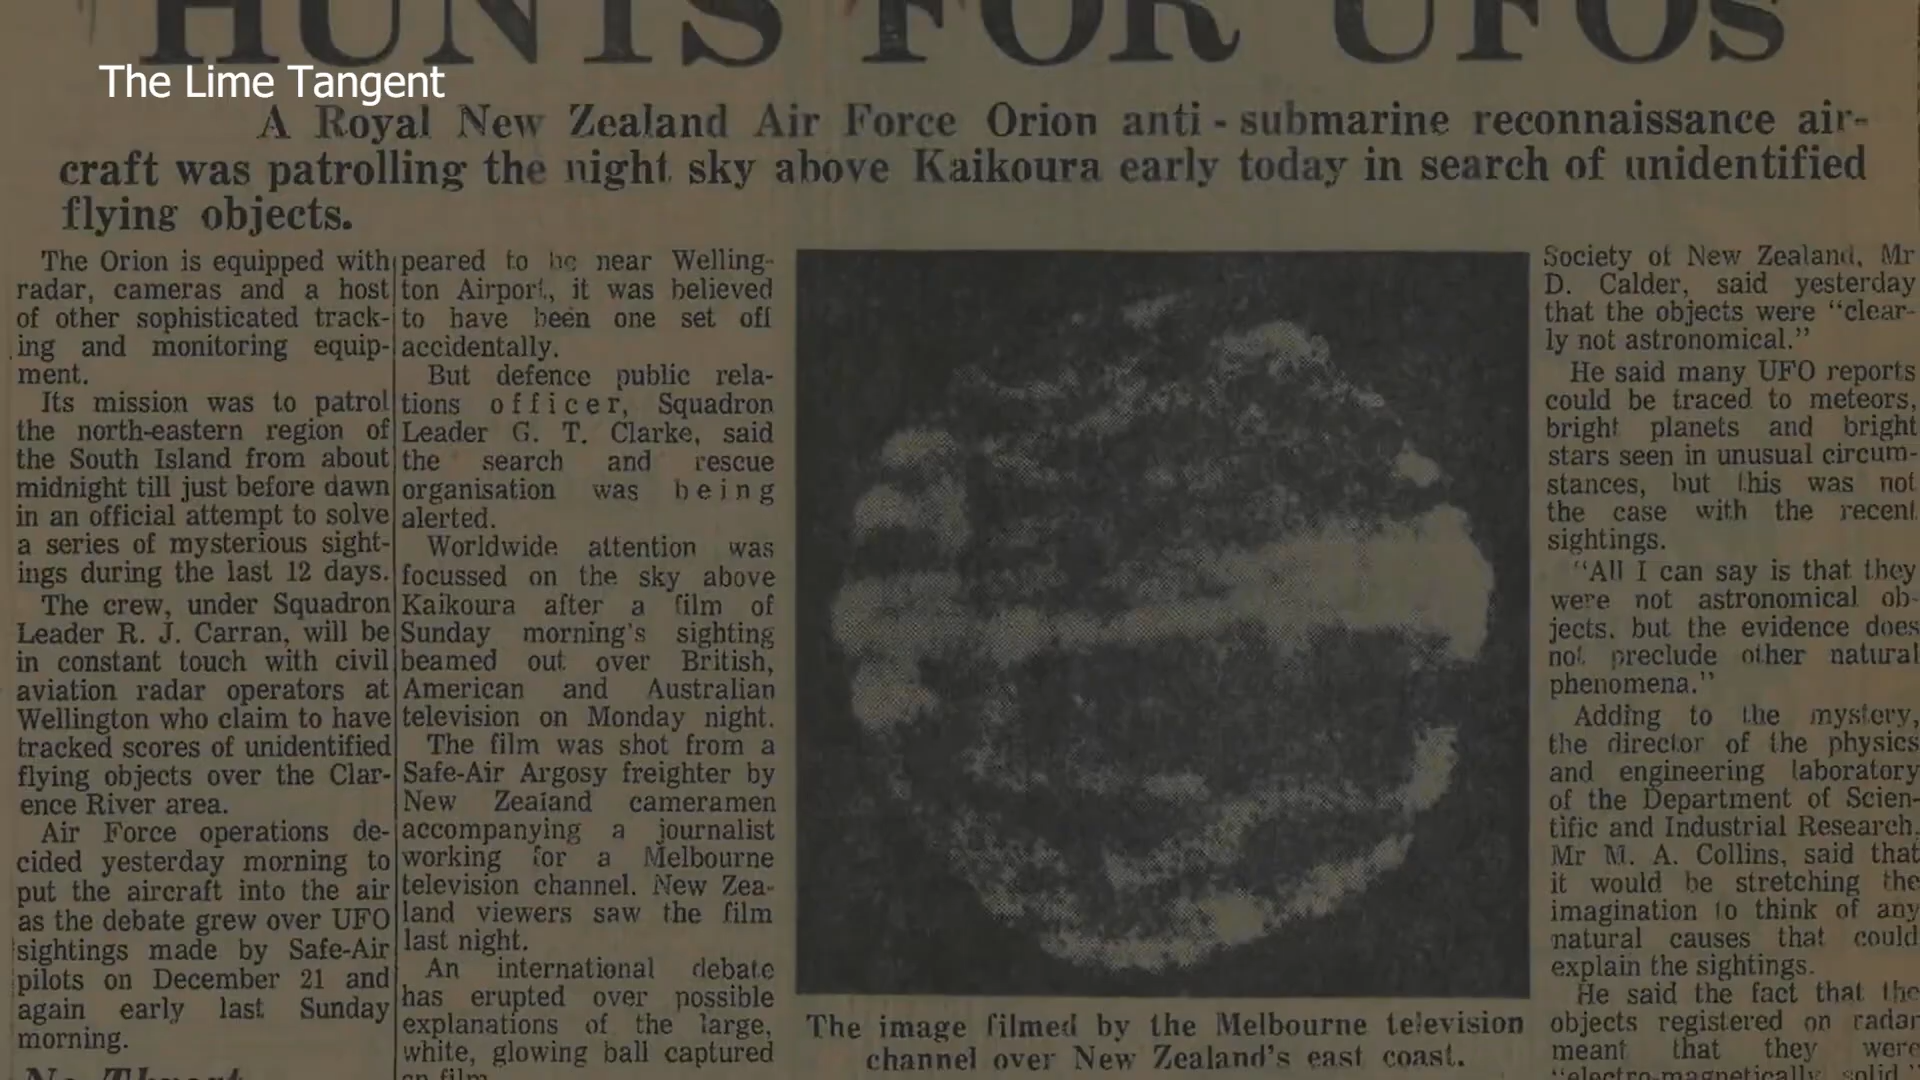 HUNTS FOR UFOs
The Lime Tangent
A Royal New Zealand Air Force Orion anti - submarine reconnaissance air-
craft was patrolling the night sky above Kaikoura early today in search of unidentified
flying objects.
The Orion is equipped with
radar, cameras and a host
of other sophisticated track-
ing and monitoring equip-
ment.
Its mission was to patrol
the north-eastern region of
the South Island from about
midnight till just before dawn
in an official attempt to solve
a series of mysterious sight-
ings during the last 12 days.
The crew, under Squadron
Leader R. J. Carran, will be
in constant touch with civil
aviation radar operators at
Wellington who claim to have
tracked scores of unidentified
flying objects over the Clar-
ence River area.
Air Force operations de-
cided yesterday morning to
put the aircraft into the air
as the debate grew over UFO
sightings made by Safe-Air
pilots on December 21 and
again early last Sunday
morning.
No Threat
peared to be near Welling-
ton Airport, it was believed
to have been one set off
accidentally.
But defence public rela-
tions officer, Squadron
Leader G. T. Clarke, said
the search and rescue
organisation was being
alerted.
Worldwide attention was
focussed on the sky above
Kaikoura after a film of
Sunday morning's sighting
beamed out over British,
American and Australian
television on Monday night.
The film was shot from a
Safe-Air Argosy freighter by
New Zealand cameramen
accompanying a journalist
working for a Melbourne
television channel. New Zea-
land viewers saw the film
last night.
An international debate
has erupted over possible
explanations of the large,
white, glowing ball captured
on film
The image filmed by the Melbourne television
channel over New Zealand's east coast.
Society of New Zealand, Mr
D. Calder, said yesterday
that the objects were "clear-
ly not astronomical."
He said many UFO reports
could be traced to meteors,
bright planets and bright
stars seen in unusual circum-
stances, but this was not
the case with the recent
sightings.
"All I can say is that they
were not astronomical ob-
jects, but the evidence does
not preclude other natural
phenomena."
Adding to the mystery,
the director of the physics
and engineering laboratory
of the Department of Scien-
tific and Industrial Research,
Mr M. A. Collins, said that
it would be stretching the
imagination to think of any
natural causes that could
explain the sightings.
He said the fact that the
objects registered on radar
meant that they were
"electro-magnetically solid."